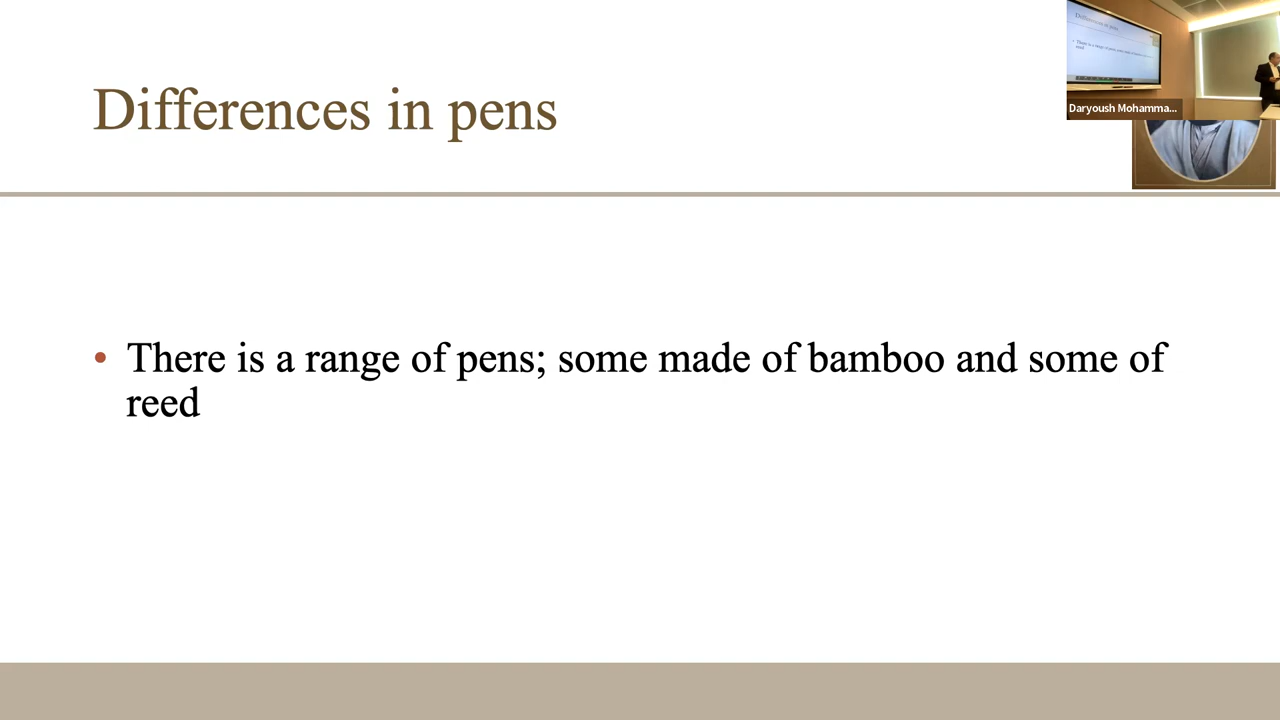 Differences in pens
Daryoush Mohamma...
• There is a range of pens; some made of bamboo and some of
reed